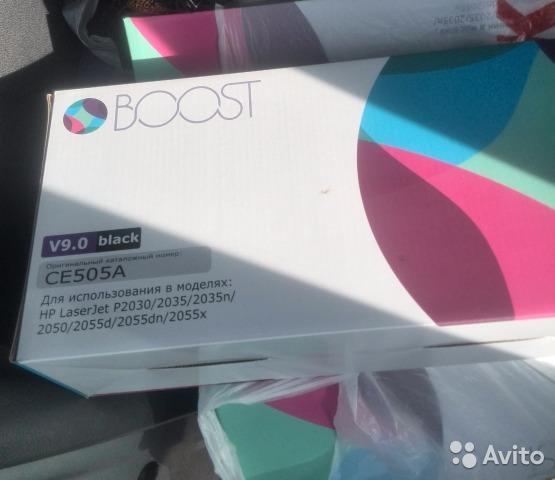 BOOST
V9.0 black
Оригинальный каталожный номер:
CE505A
Для использования в моделях:
HP LaserJet P2030/2035/2035n/
2050/2055d/2055dn/2055x
Avito